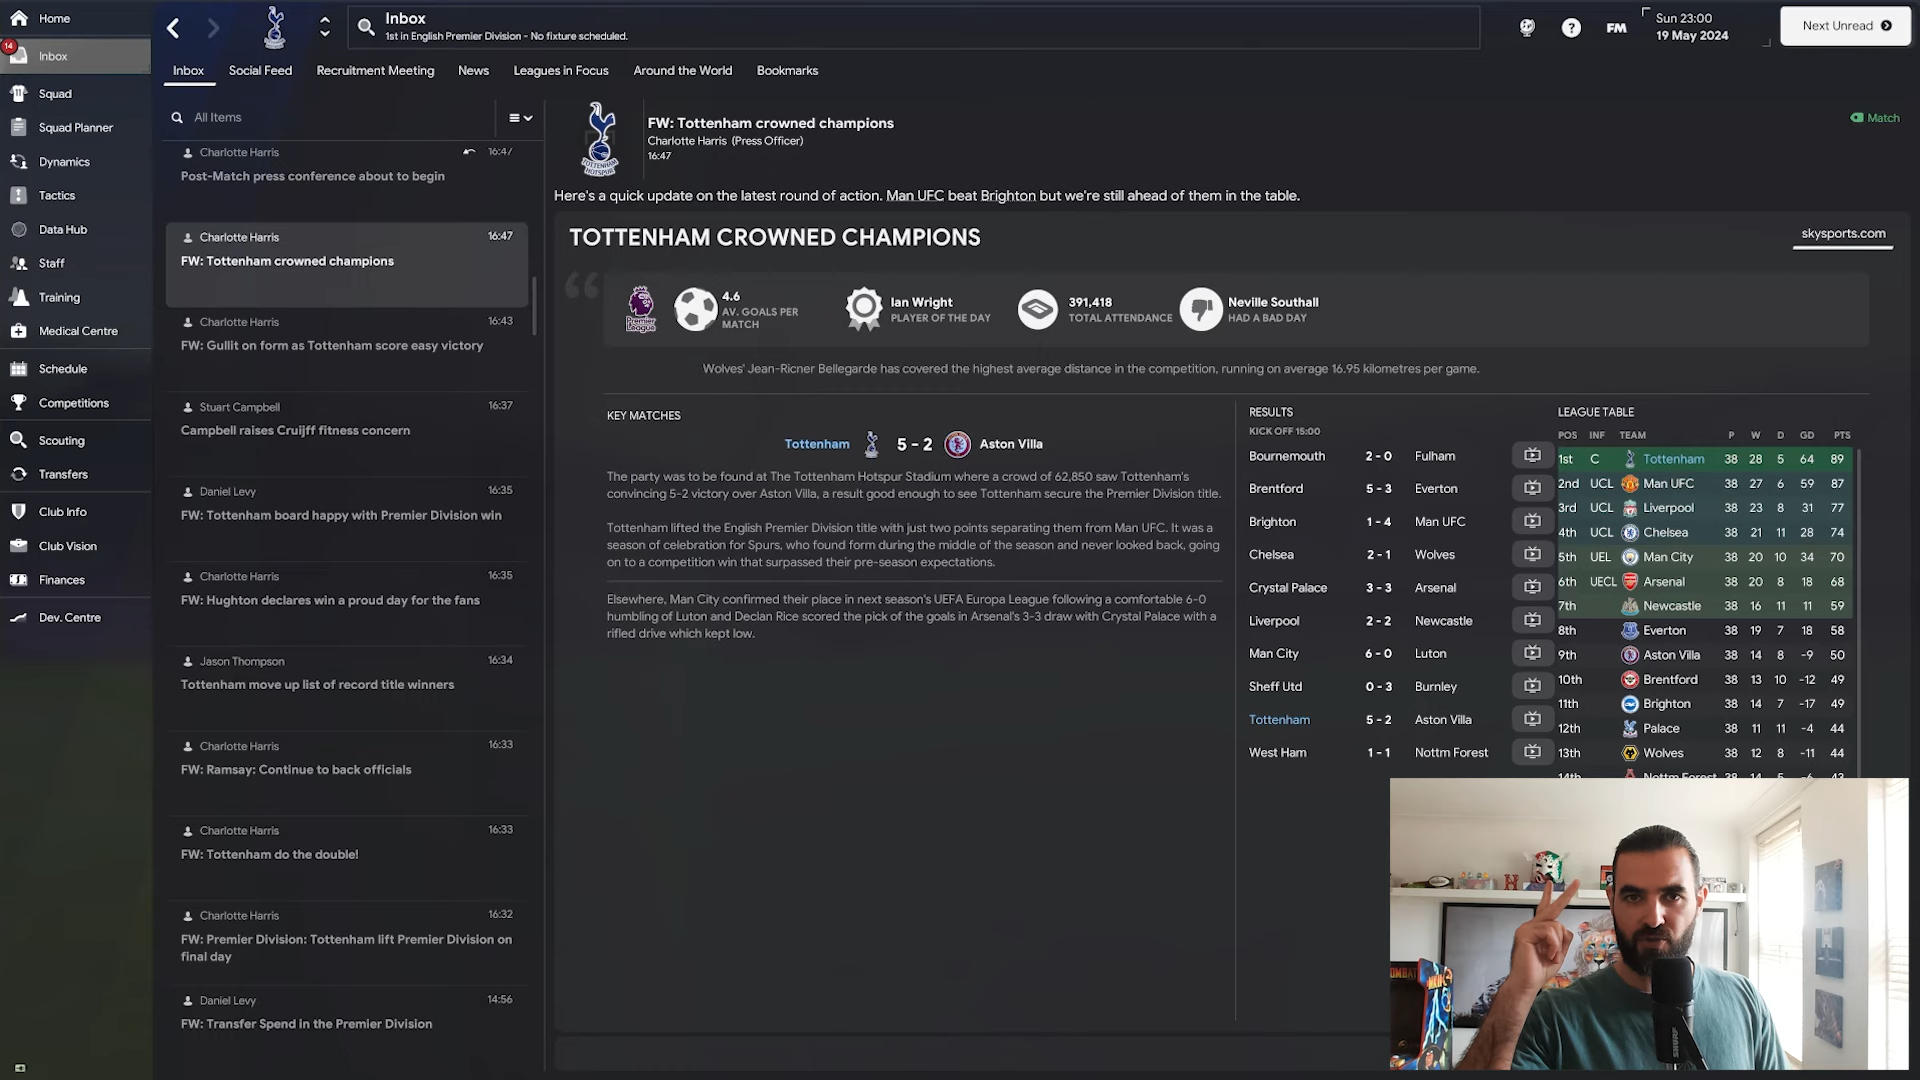 Home
14
Inbox
Squad
Squad Planner
Dynamics
Tactics
Data Hub
Staff
Training
Medical Centre
Schedule
Competitions
Scouting
Transfers
Club Info
Club Vision
Finances
Dev. Centre
Inbox
1st in English Premier Division - No fixture scheduled.
FM
Sun 23:00
19 May 2024
Next Unread
Inbox Social Feed Recruitment Meeting News Leagues in Focus Around the World Bookmarks
All Items
Charlotte Harris 16:47
Post-Match press conference about to begin
Charlotte Harris 16:47
FW: Tottenham crowned champions
Charlotte Harris 16:43
FW: Gullit on form as Tottenham score easy victory
Stuart Campbell 16:37
Campbell raises Cruijff fitness concern
Daniel Levy 16:35
FW: Tottenham board happy with Premier Division win
Charlotte Harris 16:35
FW: Hughton declares win a proud day for the fans
Jason Thompson 16:34
Tottenham move up list of record title winners
Charlotte Harris 16:33
FW: Ramsay: Continue to back officials
Charlotte Harris 16:33
FW: Tottenham do the double!
Charlotte Harris 16:32
FW: Premier Division: Tottenham lift Premier Division on
final day
Daniel Levy 14:56
FW: Transfer Spend in the Premier Division
TOTTENHAM
HOTSPUR
FW: Tottenham crowned champions
Charlotte Harris (Press Officer)
16:47
Match
Here's a quick update on the latest round of action. Man UFC beat Brighton but we're still ahead of them in the table.
TOTTENHAM CROWNED CHAMPIONS
skysports.com
Premier
League
4.6
AV. GOALS PER
MATCH
Ian Wright
PLAYER OF THE DAY
391,418
TOTAL ATTENDANCE
Neville Southall
HAD A BAD DAY
Wolves' Jean-Ricner Bellegarde has covered the highest average distance in the competition, running on average 16.95 kilometres per game.
KEY MATCHES
Tottenham 5 - 2 Aston Villa
The party was to be found at The Tottenham Hotspur Stadium where a crowd of 62,850 saw Tottenham's
convincing 5-2 victory over Aston Villa, a result good enough to see Tottenham secure the Premier Division title.
Tottenham lifted the English Premier Division title with just two points separating them from Man UFC. It was a
season of celebration for Spurs, who found form during the middle of the season and never looked back, going
on to a competition win that surpassed their pre-season expectations.
Elsewhere, Man City confirmed their place in next season's UEFA Europa League following a comfortable 6-0
humbling of Luton and Declan Rice scored the pick of the goals in Arsenal's 3-3 draw with Crystal Palace with a
rifled drive which kept low.
RESULTS
KICK OFF 15:00
Bournemouth 2 - 0 Fulham
Brentford 5 - 3 Everton
Brighton 1 - 4 Man UFC
Chelsea 2 - 1 Wolves
Crystal Palace 3 - 3 Arsenal
Liverpool 2 - 2 Newcastle
Man City 6 - 0 Luton
Sheff Utd 0 - 3 Burnley
Tottenham 5 - 2 Aston Villa
West Ham 1 - 1 Nottm Forest
LEAGUE TABLE
POS INF TEAM P W D GD PTS
1st C Tottenham 38 28 5 64 89
2nd UCL Man UFC 38 27 6 59 87
3rd UCL Liverpool 38 23 8 31 77
4th UCL Chelsea 38 21 11 28 74
5th UEL Man City 38 20 10 34 70
6th UECL Arsenal 38 20 8 18 68
7th Newcastle 38 16 11 11 59
8th Everton 38 19 7 18 58
9th Aston Villa 38 14 8 -9 50
10th Brentford 38 13 10 -12 49
11th Brighton 38 14 7 -17 49
12th Palace 38 11 11 -4 44
13th Wolves 38 12 8 -11 44
14th Nottm Forest 38 14 5 -6 43